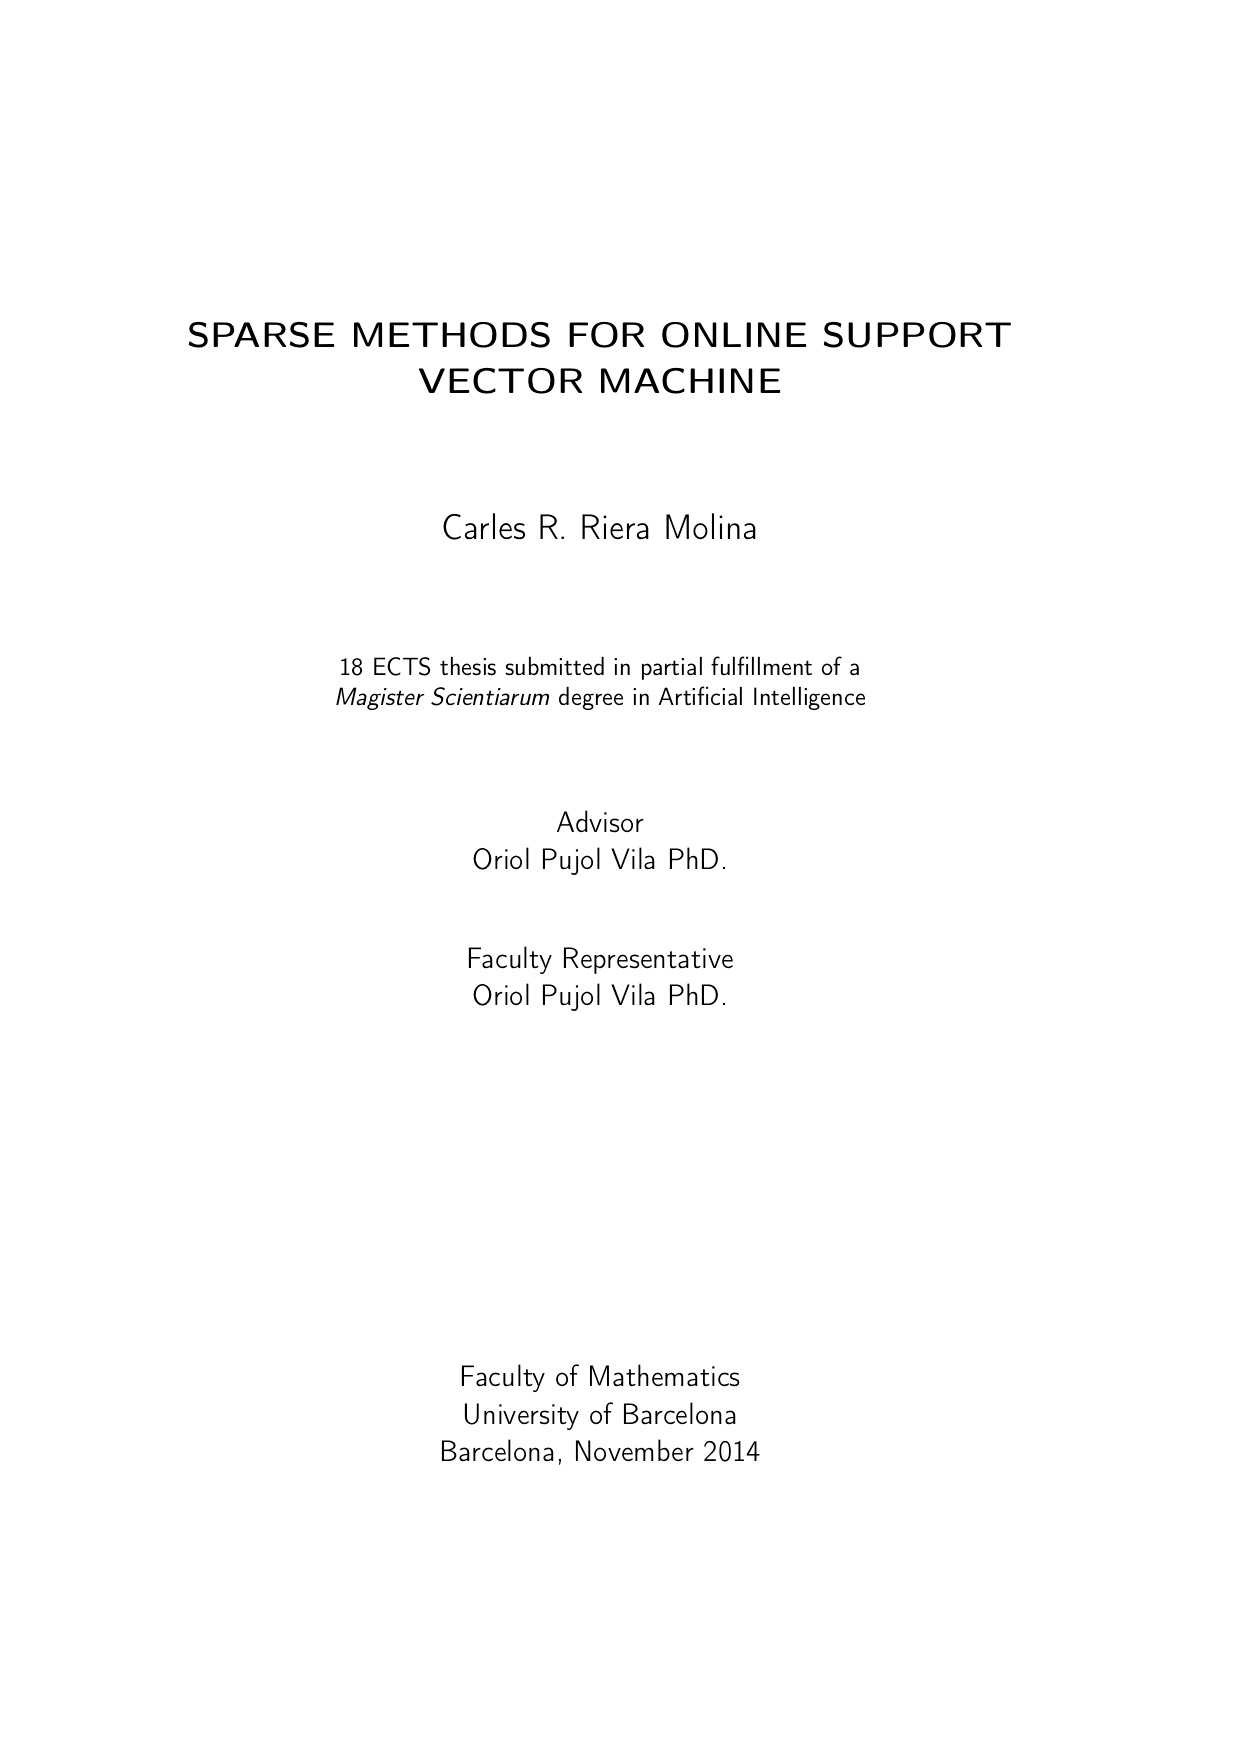 SPARSE METHODS FOR ONLINE SUPPORT
VECTOR MACHINE
Carles R. Riera Molina
18 ECTS thesis submitted in partial fulfillment of a
Magister Scientiarum degree in Artificial Intelligence
Advisor
Oriol Pujol Vila PhD.
Faculty Representative
Oriol Pujol Vila PhD.
Faculty of Mathematics
University of Barcelona
Barcelona, November 2014